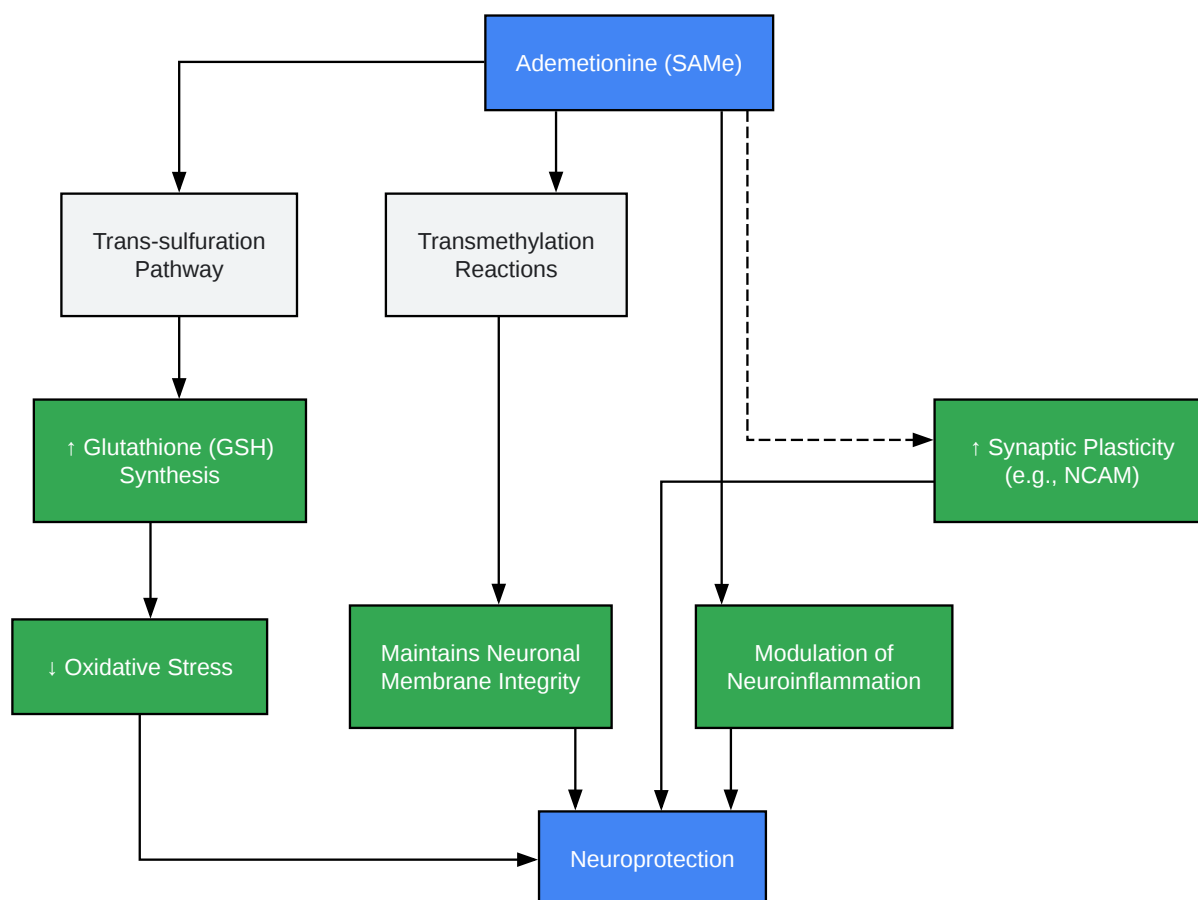 Ademetionine (SAMe)
Trans-sulfuration
Pathway
Transmethylation
Reactions
↑ Glutathione (GSH)
Synthesis
↑ Synaptic Plasticity
(e.g., NCAM)
↓ Oxidative Stress
Maintains Neuronal
Membrane Integrity
Modulation of
Neuroinflammation
Neuroprotection